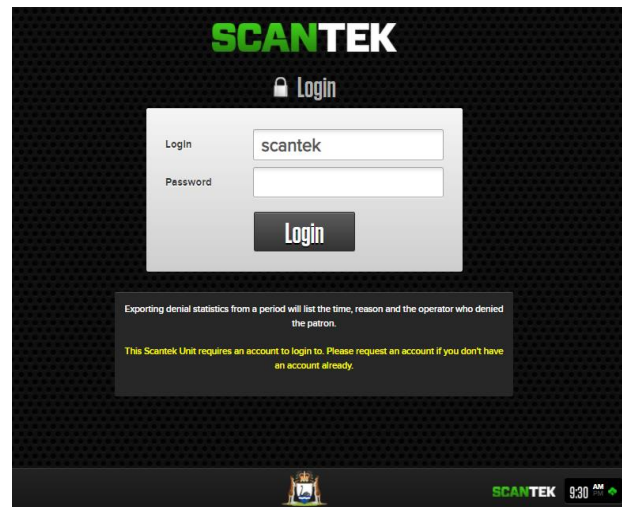 SCANTEK
Login
Login
scantek
Password
Login
Exporting denial statistics from a period will list the time, reason and the operator who denied
the patron.
This Scantek Unit requires an account to login to. Please request an account if you don't have
an account already.
SCANTEK 9:30 AM
PM